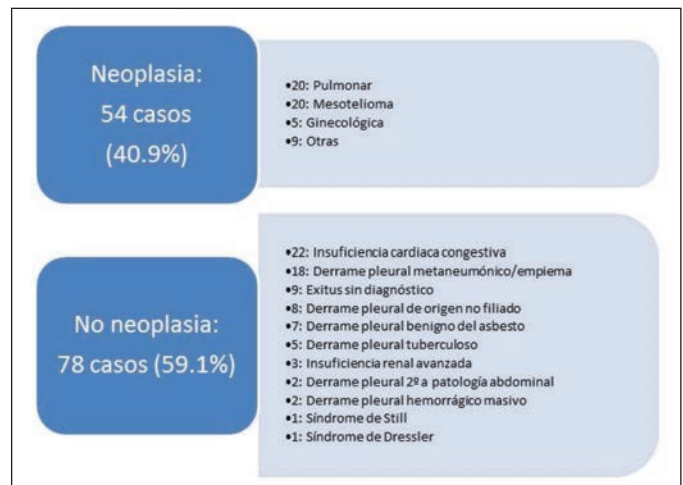 Neoplasia:
54 casos
(40.9%)
•20: Pulmonar
•20: Mesotelioma
•5: Ginecológica
•9: Otras
No neoplasia:
78 casos (59.1%)
•22: Insuficiencia cardiaca congestiva
•18: Derrame pleural metaneumónico/empiema
•9: Exitus sin diagnóstico
•8: Derrame pleural de origen no filiado
•7: Derrame pleural benigno del asbesto
•5: Derrame pleural tuberculoso
•3: Insuficiencia renal avanzada
•2: Derrame pleural 2º a patología abdominal
•2: Derrame pleural hemorrágico masivo
•1: Síndrome de Still
•1: Síndrome de Dressler